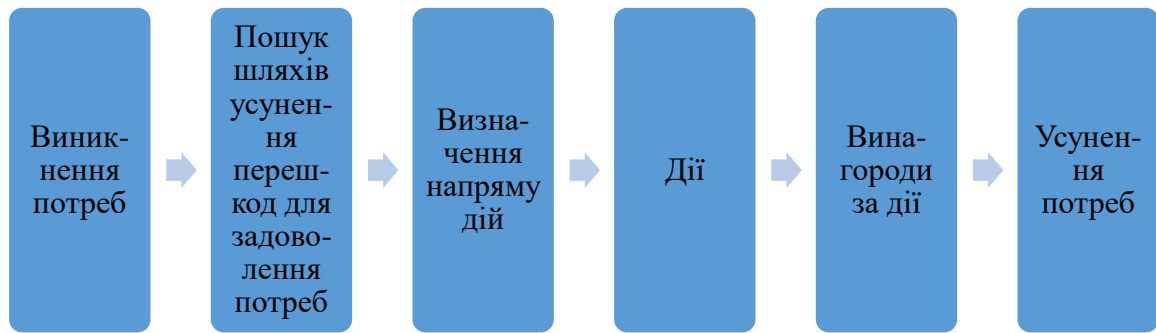 Виник-
нення
потреб
Пошук
шляхів
усунен-
ня
переш-
код для
задово-
лення
потреб
Визна-
чення
напряму
дій
Дії
Вина-
городи
за дії
Усунен-
ня
потреб